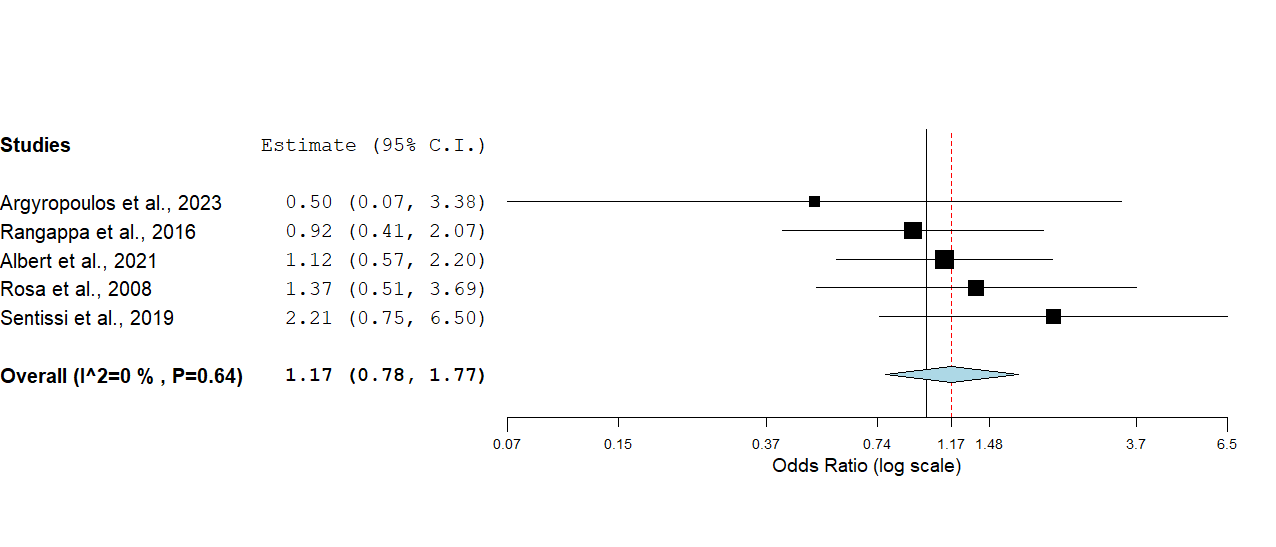 Studies Estimate (95% C.I.)
Argyropoulos et al., 2023 0.50 (0.07, 3.38)
Rangappa et al., 2016 0.92 (0.41, 2.07)
Albert et al., 2021 1.12 (0.57, 2.20)
Rosa et al., 2008 1.37 (0.51, 3.69)
Sentissi et al., 2019 2.21 (0.75, 6.50)
Overall (I^2=0 % , P=0.64) 1.17 (0.78, 1.77)
0.07 0.15 0.37 0.74 1.17 1.48 3.7 6.5
Odds Ratio (log scale)